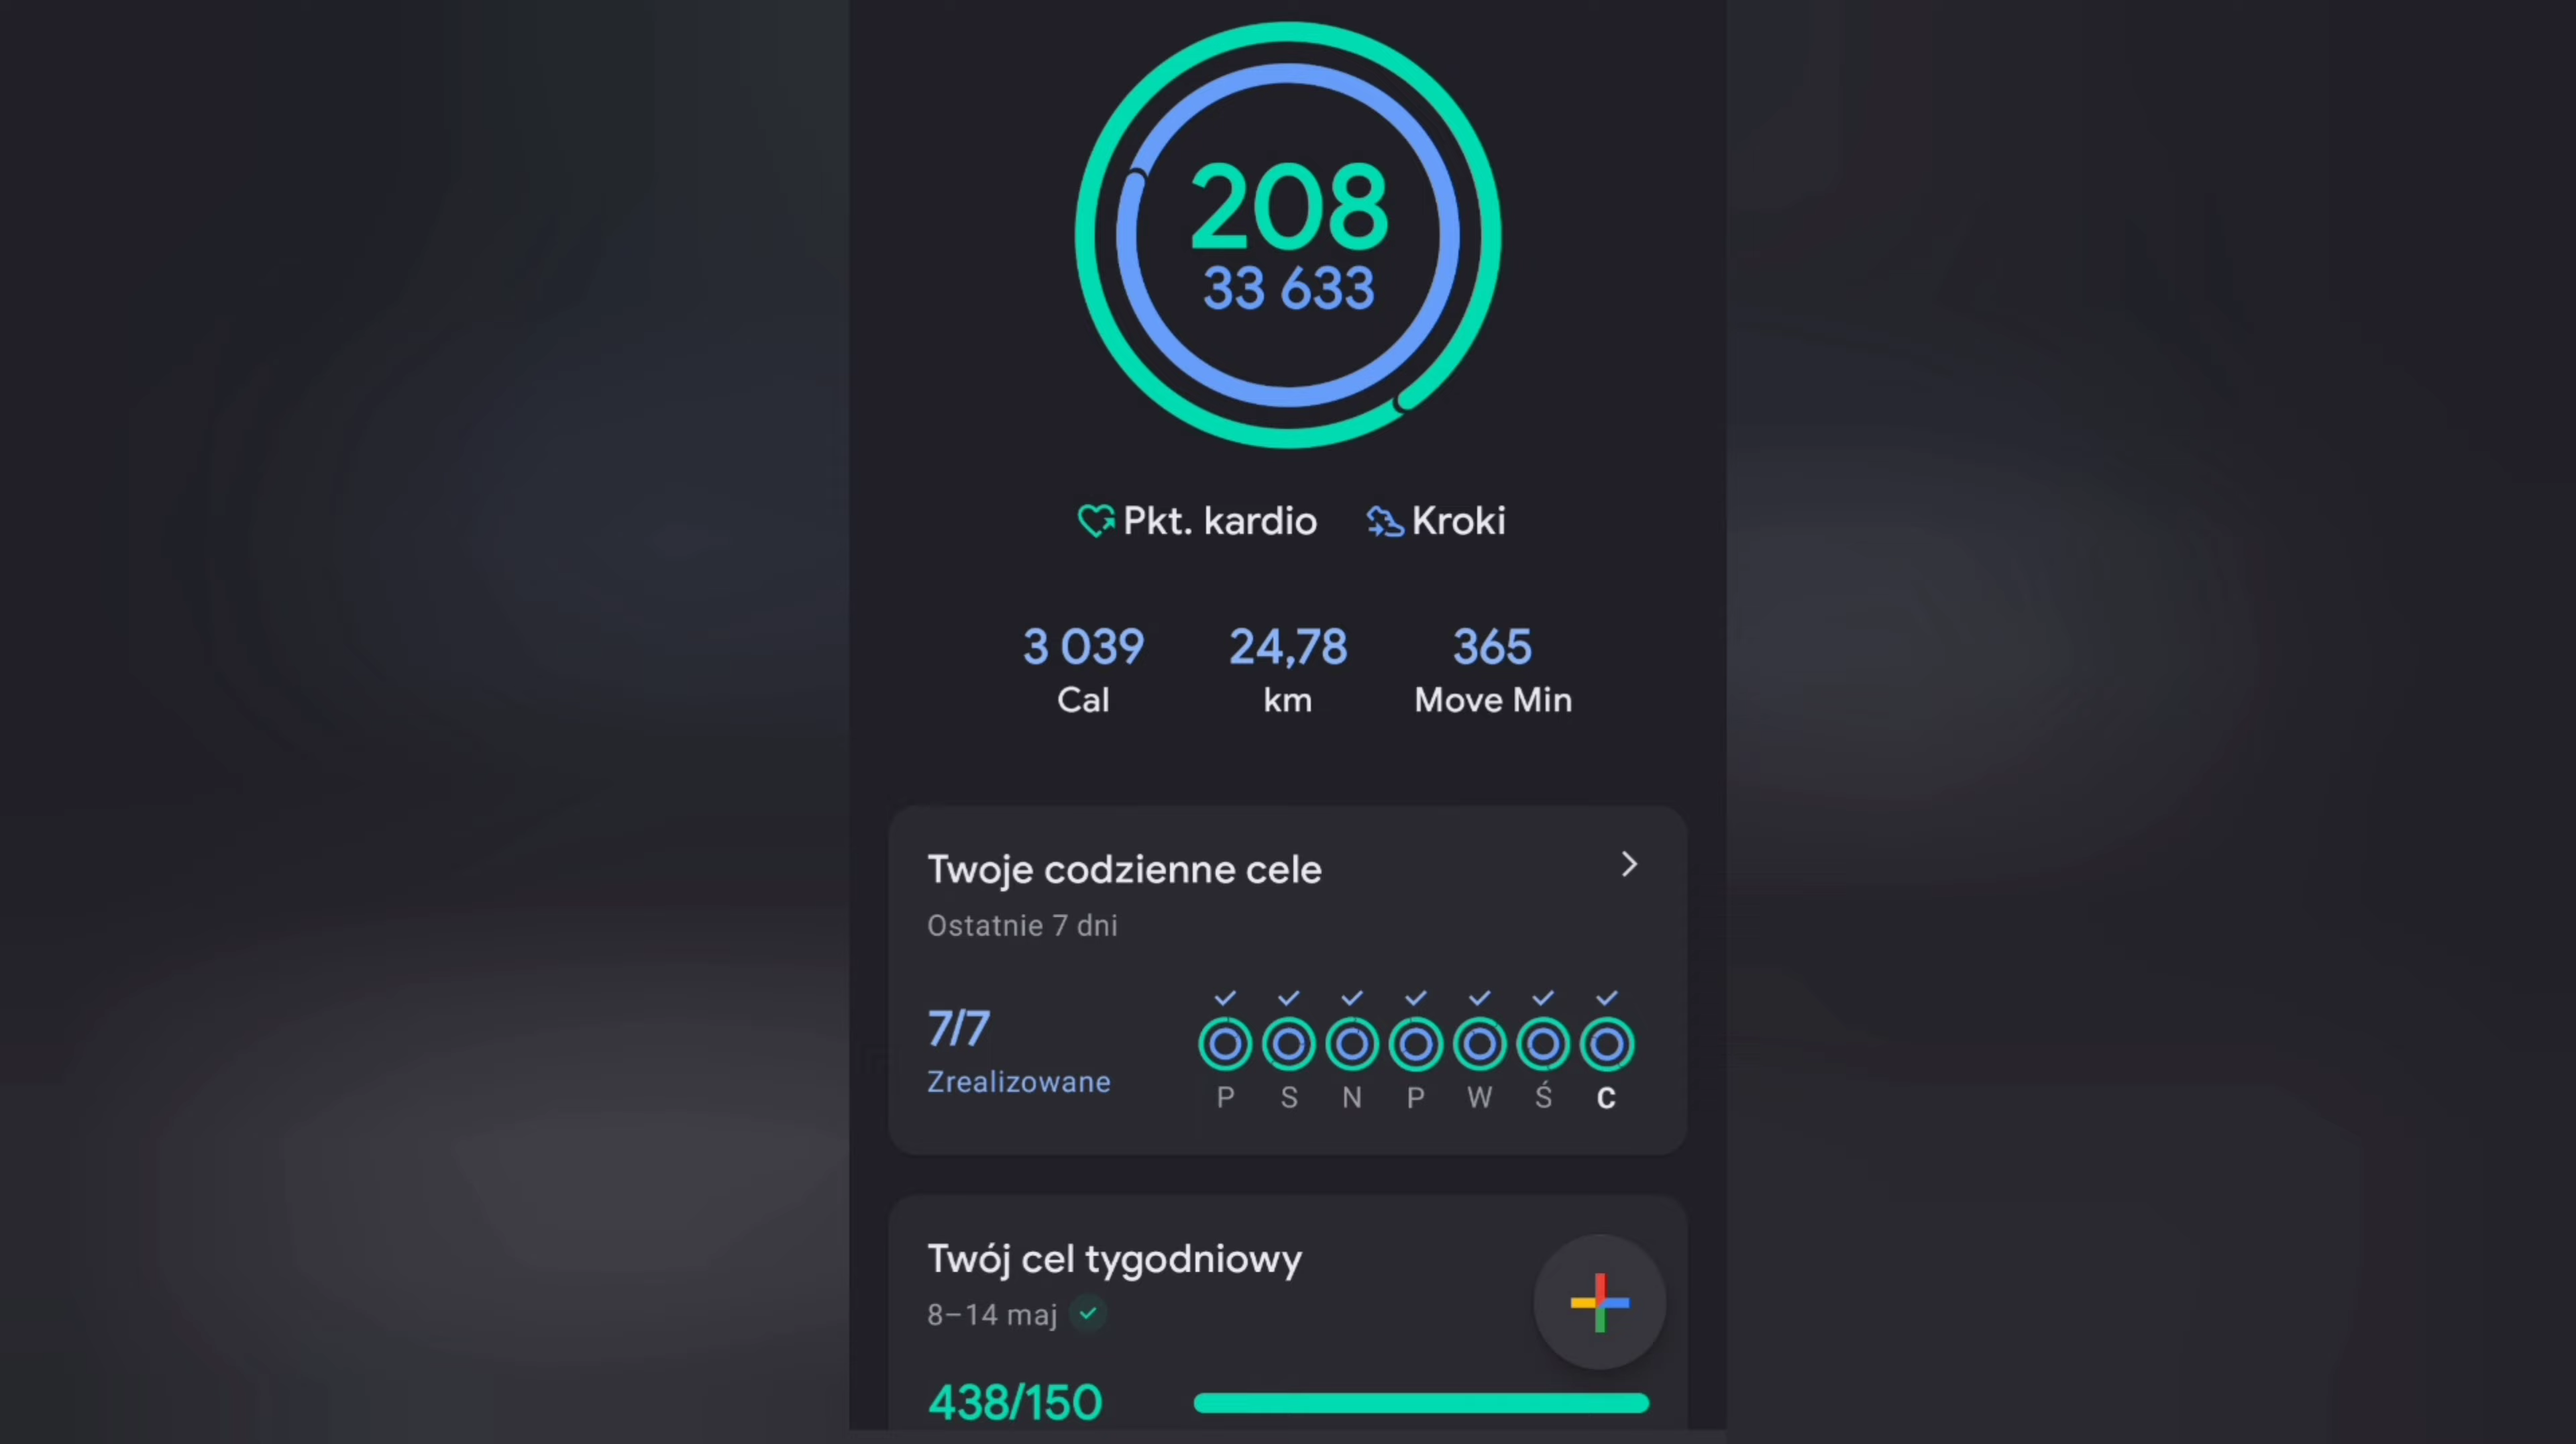 208
33 633
Pkt. kardio Kroki
3 039 24,78 365
Cal km Move Min
Twoje codzienne cele
Ostatnie 7 dni
7/7
Zrealizowane
P S N P W Ś C
Twój cel tygodniowy
8–14 maj
438/150